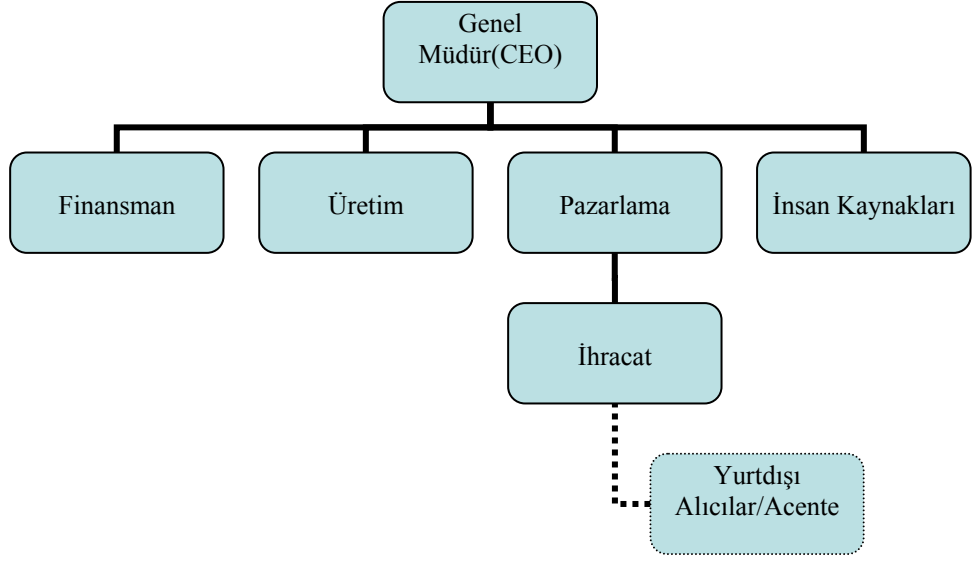 Genel
Müdür(CEO)
Finansman
Üretim
Pazarlama
İnsan Kaynakları
İhracat
Yurtdışı
Alıcılar/Acente